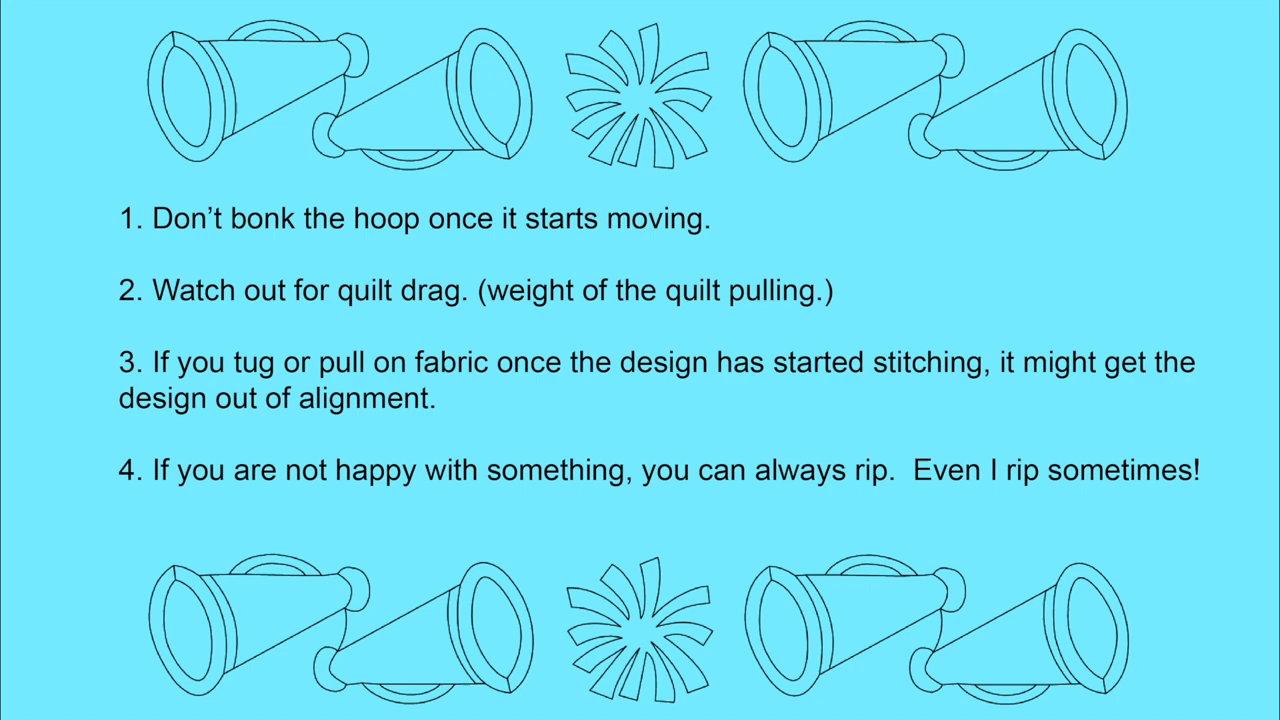 1. Don’t bonk the hoop once it starts moving.
2. Watch out for quilt drag. (weight of the quilt pulling.)
3. If you tug or pull on fabric once the design has started stitching, it might get the
design out of alignment.
4. If you are not happy with something, you can always rip.  Even I rip sometimes!